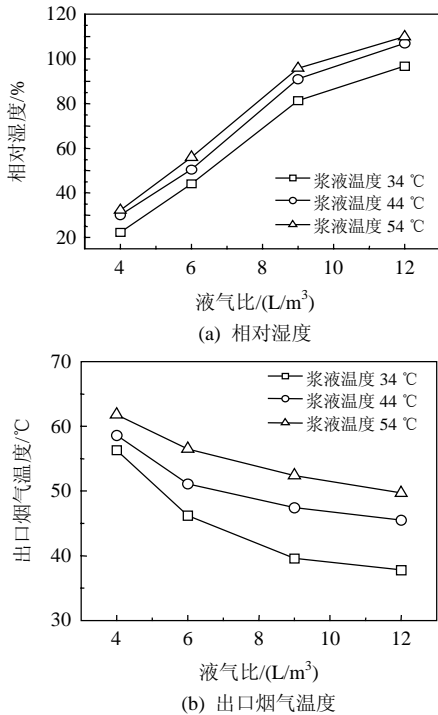 120
100
80
60
40
20
相对湿度/%
浆液温度 34 ℃
浆液温度 44 ℃
浆液温度 54 ℃
4 6 8 10 12
液气比/(L/m³)
(a) 相对湿度
70
60
50
40
30
出口烟气温度/℃
浆液温度 34 ℃
浆液温度 44 ℃
浆液温度 54 ℃
4 6 8 10 12
液气比/(L/m³)
(b) 出口烟气温度